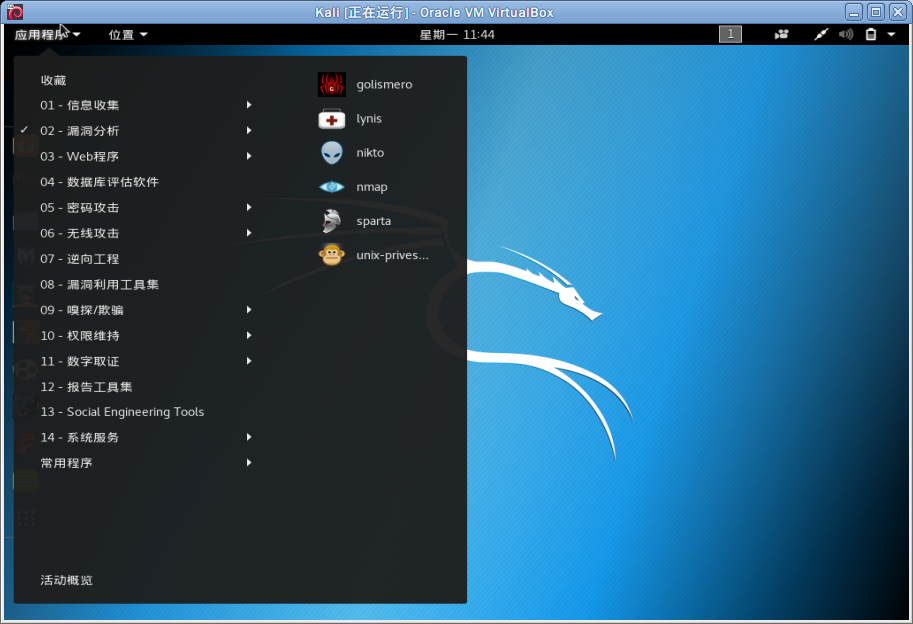 Kali [正在运行] - Oracle VM VirtualBox
应用程序 位置 星期一 11:44 1
收藏
01 - 信息收集
02 - 漏洞分析
03 - Web程序
04 - 数据库评估软件
05 - 密码攻击
06 - 无线攻击
07 - 逆向工程
08 - 漏洞利用工具集
09 - 嗅探/欺骗
10 - 权限维持
11 - 数字取证
12 - 报告工具集
13 - Social Engineering Tools
14 - 系统服务
常用程序
活动概览
golismero
lynis
nikto
nmap
sparta
unix-prives...